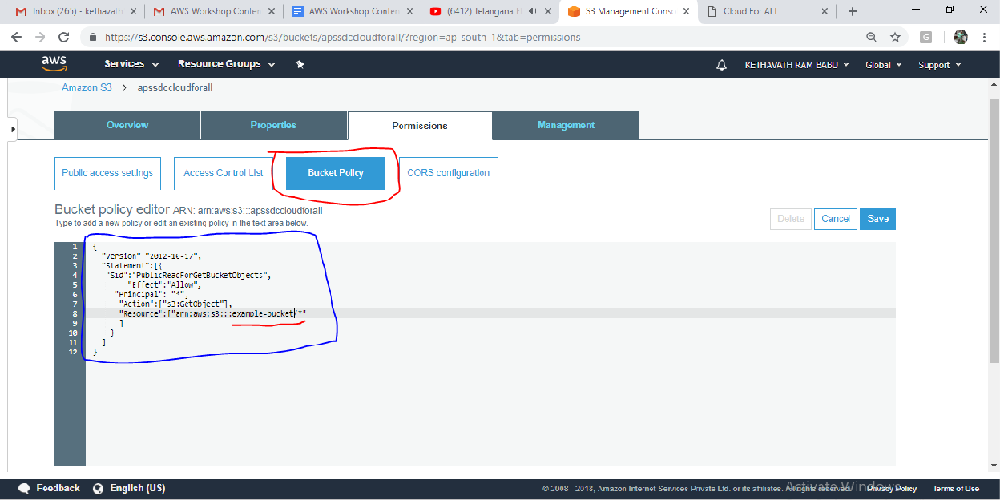 Inbox (265) - kethavath
AWS Workshop Conten
AWS Workshop Conten
(6412) Telangana El
S3 Management Conso
Cloud For ALL
https://s3.console.aws.amazon.com/s3/buckets/apssdccloudforall/?region=ap-south-1&tab=permissions
G
aws
Services
Resource Groups
KETHAVATH RAM BABU
Global
Support
Amazon S3 > apssdccloudforall
Overview
Properties
Permissions
Management
Public access settings
Access Control List
Bucket Policy
CORS configuration
Bucket policy editor ARN: arn:aws:s3:::apssdccloudforall
Type to add a new policy or edit an existing policy in the text area below.
Delete
Cancel
Save
1 {
2 "Version":"2012-10-17",
3 "Statement":[{
4 "Sid":"PublicReadForGetBucketObjects",
5 "Effect":"Allow",
6 "Principal": "*",
7 "Action":["s3:GetObject"],
8 "Resource":["arn:aws:s3:::example-bucket/*"
9 ]
10 }
11 ]
12 }
Feedback
English (US)
© 2008 - 2018, Amazon Internet Services Private Ltd. or its affiliates. All rights reserved.
Activate Windows
Privacy Policy
Terms of Use